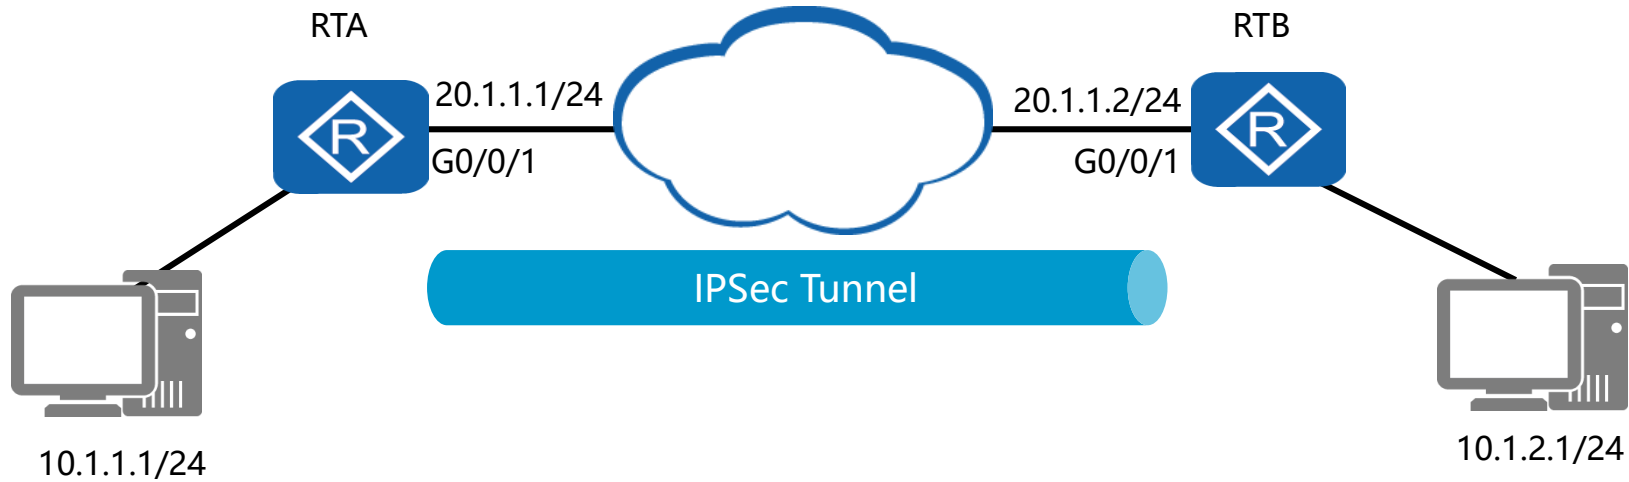 RTA
RTB
20.1.1.1/24
20.1.1.2/24
R
R
G0/0/1
G0/0/1
IPSec Tunnel
10.1.1.1/24
10.1.2.1/24